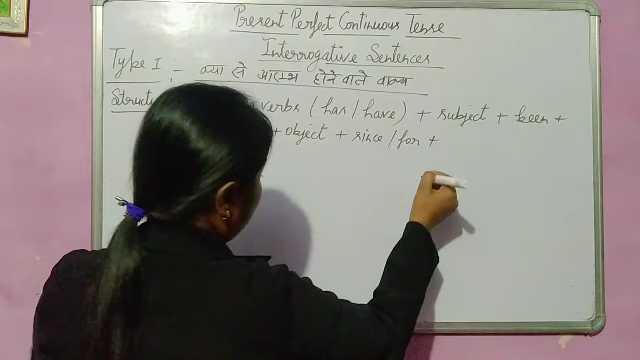 Present Perfect Continuous Tense
Interrogative Sentences
Type I :- क्या से आरम्भ होने वाले वाक्य
verbs (has/have) + subject + been +
+ object + since/for +